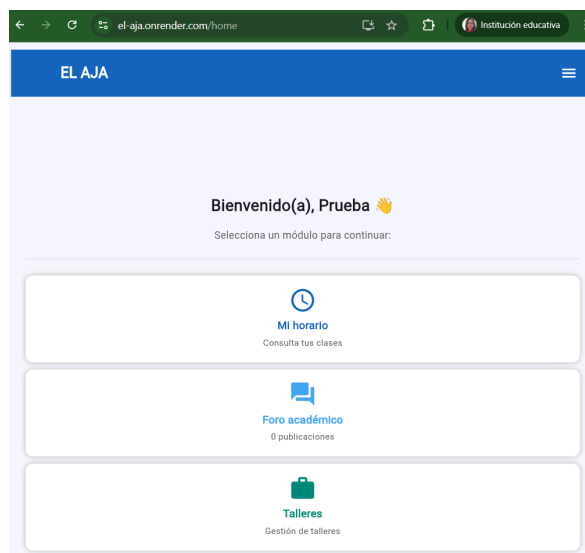 el-aja.onrender.com/home
Institución educativa
EL AJA
Bienvenido(a), Prueba 👋
Selecciona un módulo para continuar:
Mi horario
Consulta tus clases
Foro académico
0 publicaciones
Talleres
Gestión de talleres